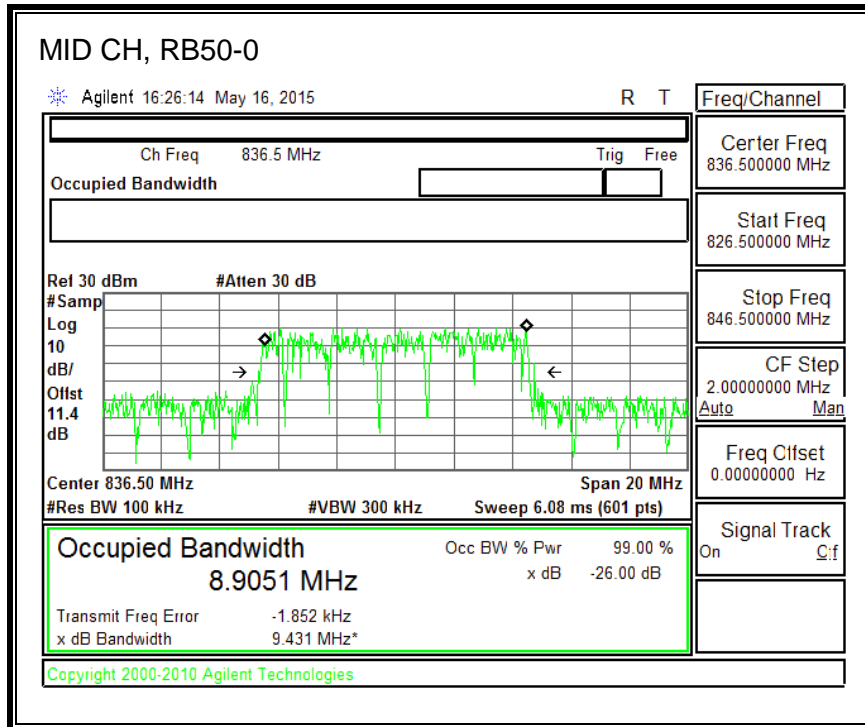 MID CH, RB50-0
Agilent 16:26:14 May 16, 2015 R T
Freq/Channel
Ch Freq 836.5 MHz Trig Free
Occupied Bandwidth
Center Freq
836.500000 MHz
Start Freq
826.500000 MHz
Stop Freq
846.500000 MHz
CF Step
2.00000000 MHz
Auto Man
Freq Offset
0.00000000 Hz
Signal Track
On Off
Ref 30 dBm #Atten 30 dB
#Samp
Log
10
dB/
Offst
11.4
dB
Center 836.50 MHz Span 20 MHz
#Res BW 100 kHz #VBW 300 kHz Sweep 6.08 ms (601 pts)
Occupied Bandwidth
8.9051 MHz
Occ BW % Pwr 99.00 %
x dB -26.00 dB
Transmit Freq Error -1.852 kHz
x dB Bandwidth 9.431 MHz*
Copyright 2000-2010 Agilent Technologies